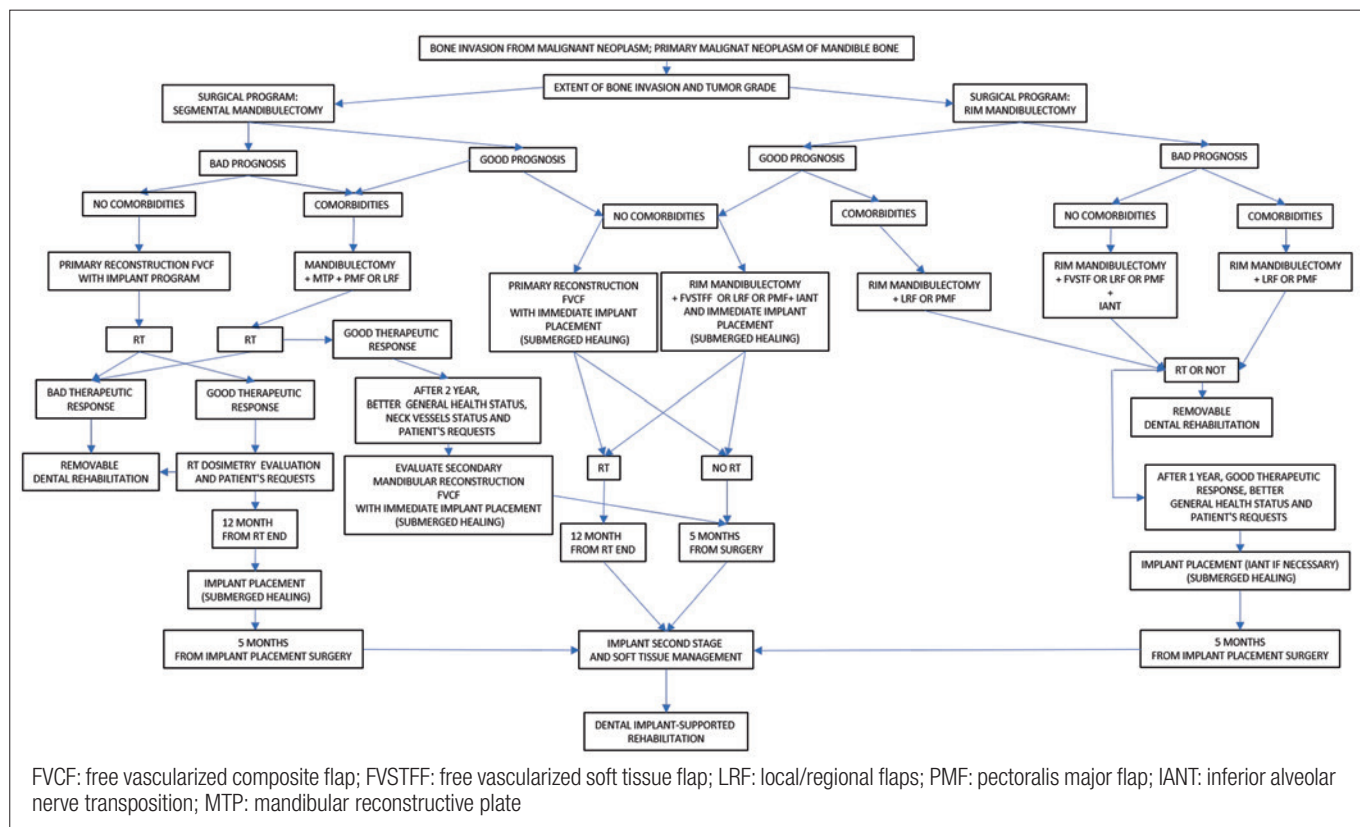 BONE INVASION FROM MALIGNANT NEOPLASM; PRIMARY MALIGNAT NEOPLASM OF MANDIBLE BONE
EXTENT OF BONE INVASION AND TUMOR GRADE
SURGICAL PROGRAM:
SEGMENTAL MANDIBULECTOMY
SURGICAL PROGRAM:
RIM MANDIBULECTOMY
BAD PROGNOSIS
GOOD PROGNOSIS
GOOD PROGNOSIS
BAD PROGNOSIS
NO COMORBIDITIES
COMORBIDITIES
NO COMORBIDITIES
COMORBIDITIES
NO COMORBIDITIES
COMORBIDITIES
PRIMARY RECONSTRUCTION FVCF
WITH IMPLANT PROGRAM
MANDIBULECTOMY
+ MTP + PMF OR LRF
PRIMARY RECONSTRUCTION
FVCF
WITH IMMEDIATE IMPLANT
PLACEMENT
(SUBMERGED HEALING)
RIM MANDIBULECTOMY
+ FVSTFF OR LRF OR PMF+ IANT
AND IMMEDIATE IMPLANT
PLACEMENT
(SUBMERGED HEALING)
RIM MANDIBULECTOMY
+ LRF OR PMF
RIM MANDIBULECTOMY
+ FVSTF OR LRF OR PMF
+
IANT
RIM MANDIBULECTOMY
+ LRF OR PMF
RT
RT
GOOD THERAPEUTIC
RESPONSE
RT OR NOT
BAD THERAPEUTIC
RESPONSE
GOOD THERAPEUTIC
RESPONSE
AFTER 2 YEAR,
BETTER GENERAL HEALTH STATUS,
NECK VESSELS STATUS AND
PATIENT'S REQUESTS
REMOVABLE
DENTAL REHABILITATION
REMOVABLE
DENTAL REHABILITATION
RT DOSIMETRY EVALUATION
AND PATIENT'S REQUESTS
EVALUATE SECONDARY
MANDIBULAR RECONSTRUCTION
FVCF
WITH IMMEDIATE IMPLANT PLACEMENT
(SUBMERGED HEALING)
RT
NO RT
AFTER 1 YEAR, GOOD THERAPEUTIC
RESPONSE, BETTER
GENERAL HEALTH STATUS AND
PATIENT'S REQUESTS
12 MONTH
FROM RT END
12 MONTH
FROM RT END
5 MONTHS
FROM SURGERY
IMPLANT PLACEMENT
(SUBMERGED HEALING)
IMPLANT PLACEMENT (IANT IF NECESSARY)
(SUBMERGED HEALING)
5 MONTHS
FROM IMPLANT PLACEMENT SURGERY
IMPLANT SECOND STAGE
AND SOFT TISSUE MANAGEMENT
5 MONTHS
FROM IMPLANT PLACEMENT SURGERY
DENTAL IMPLANT-SUPPORTED
REHABILITATION
FVCF: free vascularized composite flap; FVSTFF: free vascularized soft tissue flap; LRF: local/regional flaps; PMF: pectoralis major flap; IANT: inferior alveolar
nerve transposition; MTP: mandibular reconstructive plate